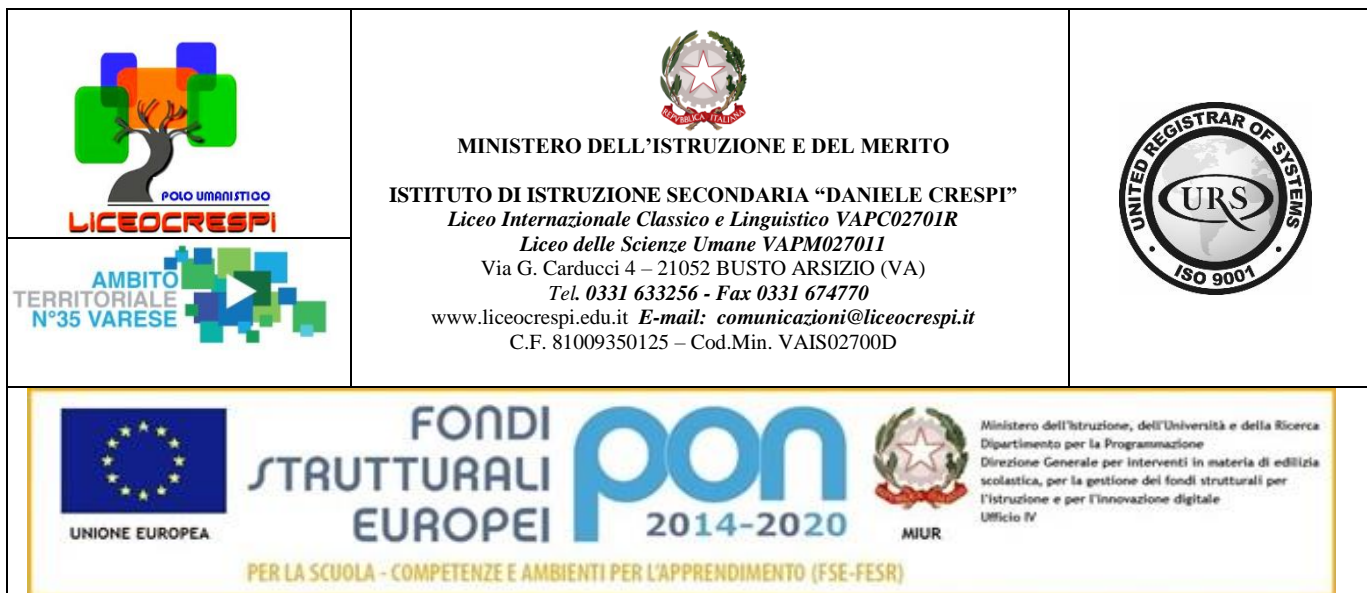 POLO UMANISTICO
LICEOCRESPI
AMBITO
TERRITORIALE
N°35 VARESE
REPVBBLICA ITALIANA
MINISTERO DELL’ISTRUZIONE E DEL MERITO
ISTITUTO DI ISTRUZIONE SECONDARIA “DANIELE CRESPI”
Liceo Internazionale Classico e Linguistico VAPC02701R
Liceo delle Scienze Umane VAPM027011
Via G. Carducci 4 – 21052 BUSTO ARSIZIO (VA)
Tel. 0331 633256 - Fax 0331 674770
www.liceocrespi.edu.it E-mail: comunicazioni@liceocrespi.it
C.F. 81009350125 – Cod.Min. VAIS02700D
UNITED REGISTRAR OF SYSTEMS
URS
ISO 9001
UNIONE EUROPEA
FONDI
STRUTTURALI
EUROPEI
pon
2014-2020
MIUR
Ministero dell'Istruzione, dell'Università e della Ricerca
Dipartimento per la Programmazione
Direzione Generale per interventi in materia di edilizia
scolastica, per la gestione dei fondi strutturali per
l'istruzione e per l'innovazione digitale
Ufficio IV
PER LA SCUOLA - COMPETENZE E AMBIENTI PER L'APPRENDIMENTO (FSE-FESR)